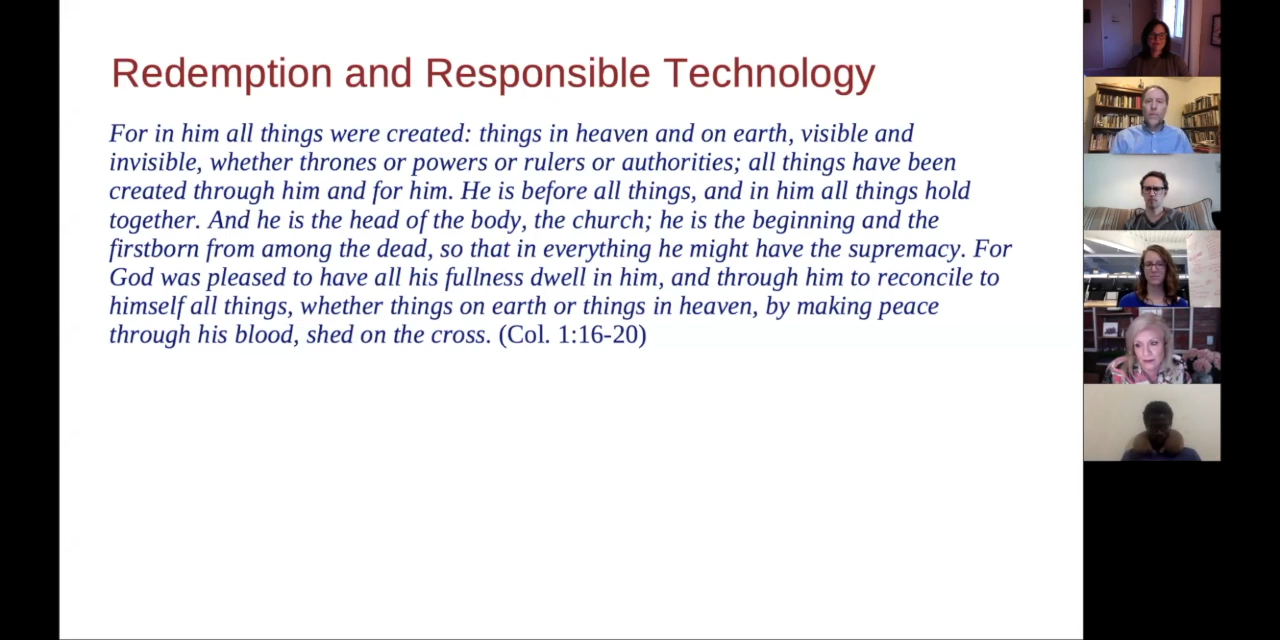 Redemption and Responsible Technology
For in him all things were created: things in heaven and on earth, visible and
invisible, whether thrones or powers or rulers or authorities; all things have been
created through him and for him. He is before all things, and in him all things hold
together. And he is the head of the body, the church; he is the beginning and the
firstborn from among the dead, so that in everything he might have the supremacy. For
God was pleased to have all his fullness dwell in him, and through him to reconcile to
himself all things, whether things on earth or things in heaven, by making peace
through his blood, shed on the cross. (Col. 1:16-20)